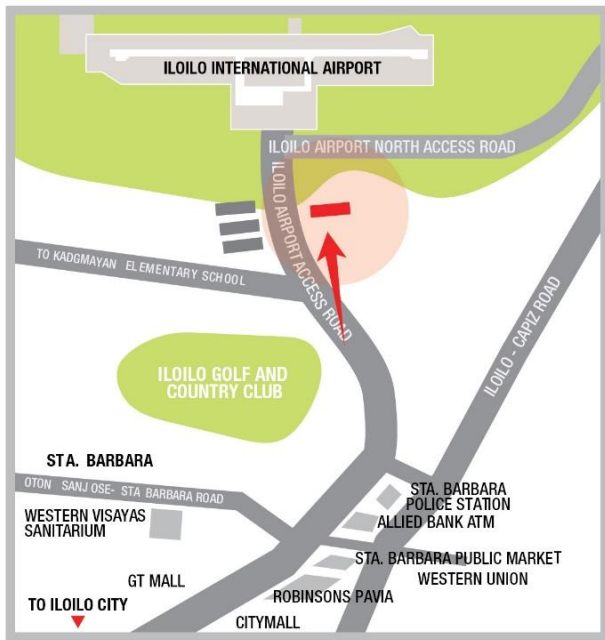 ILOILO INTERNATIONAL AIRPORT
ILOILO AIRPORT NORTH ACCESS ROAD
ILOILO AIRPORT ACCESS ROAD
TO KADGMAYAN ELEMENTARY SCHOOL
ILOILO - CAPIZ ROAD
ILOILO GOLF AND
COUNTRY CLUB
STA. BARBARA
OTON SANJOSE- STA BARBARA ROAD
STA. BARBARA
POLICE STATION
WESTERN VISAYAS
SANITARIUM
ALLIED BANK ATM
STA. BARBARA PUBLIC MARKET
WESTERN UNION
GT MALL
ROBINSONS PAVIA
TO ILOILO CITY
CITYMALL